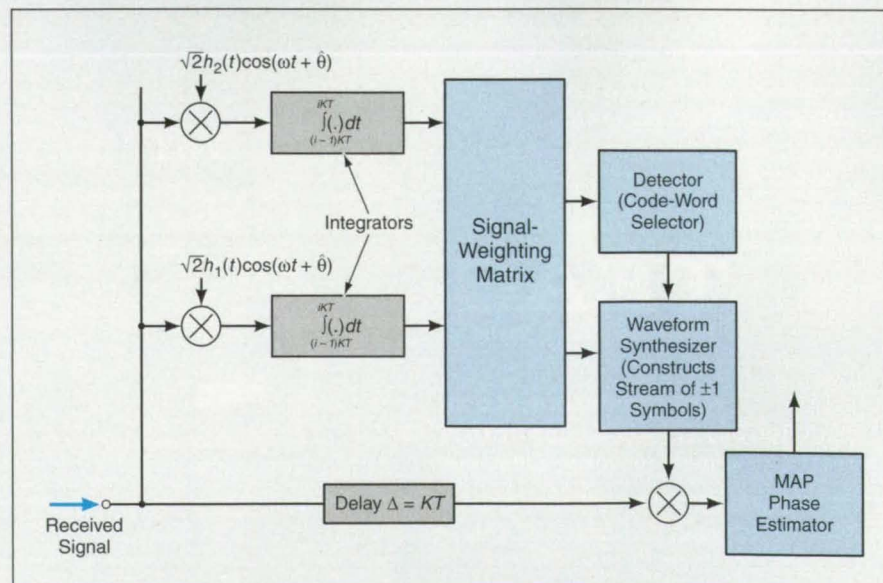 √2h₂(t)cos(ωt + θ̂)
iKT
∫(.)dt
(i – 1)KT
Integrators
√2h₁(t)cos(ωt + θ̂)
iKT
∫(.)dt
(i – 1)KT
Signal-
Weighting
Matrix
Detector
(Code-Word
Selector)
Waveform
Synthesizer
(Constructs
Stream of ±1
Symbols)
Received
Signal
Delay Δ = KT
MAP
Phase
Estimator